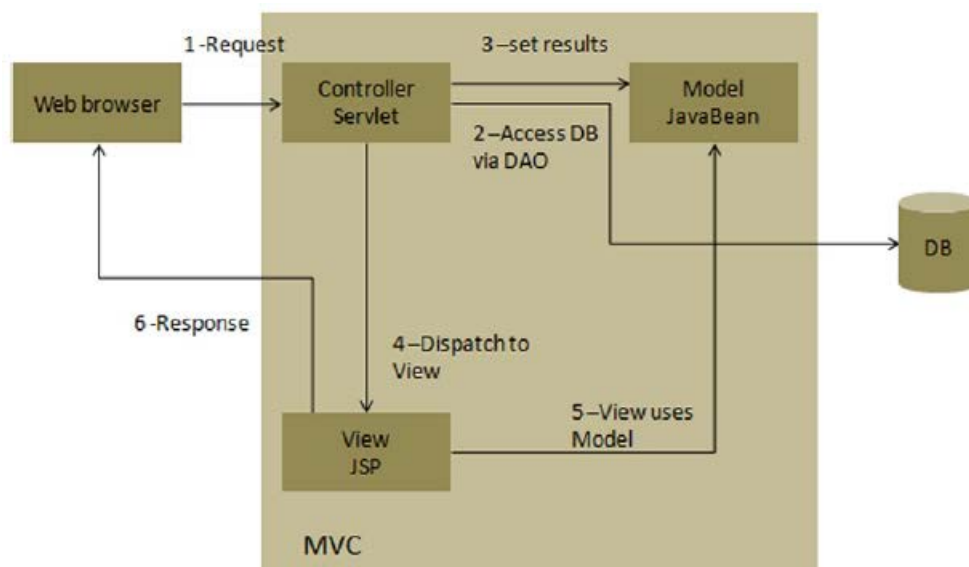 1 -Request
3 –set results
Web browser
Controller
Servlet
Model
JavaBean
2 –Access DB
via DAO
DB
6 -Response
4 –Dispatch to
View
5 –View uses
Model
View
JSP
MVC